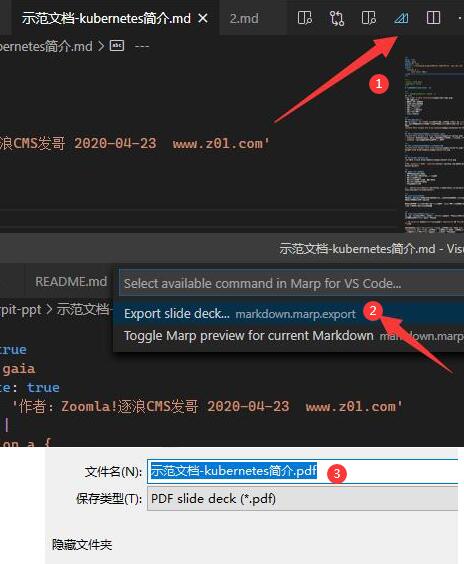 示范文档-kubernetes简介.md ×
2.md
bernetes简介.md > abc ---
1
浪CMS发哥 2020-04-23 www.z01.com'
示范文档-kubernetes简介.md - Visu
README.md
Select available command in Marp for VS Code...
rpit-ppt > 示范文
Export slide deck... markdown.marp.export
2
Toggle Marp preview for current Markdown markdown.marp
rue
gaia
e: true
'作者：Zoomla!逐浪CMS发哥 2020-04-23 www.z01.com'
|
on a {
文件名(N):
示范文档-kubernetes简介.pdf
3
保存类型(T):
PDF slide deck (*.pdf)
隐藏文件夹